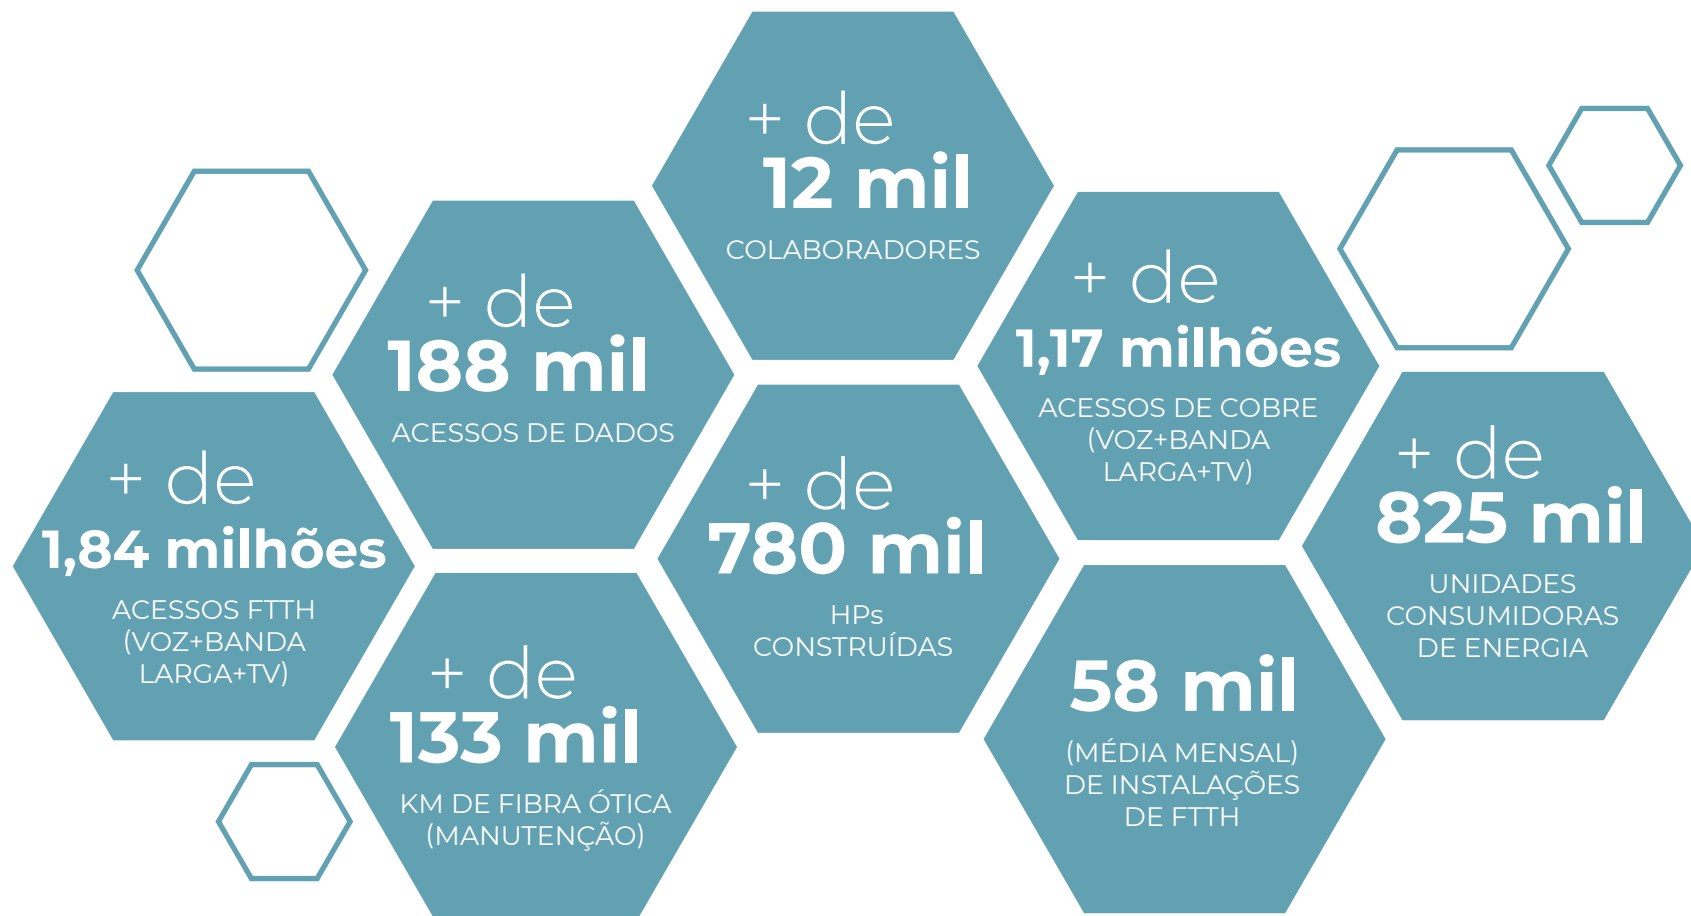 + de
12 mil
COLABORADORES
+ de
188 mil
ACESSOS DE DADOS
+ de
1,17 milhões
ACESSOS DE COBRE
(VOZ+BANDA
LARGA+TV)
+ de
1,84 milhões
ACESSOS FTTH
(VOZ+BANDA
LARGA+TV)
+ de
780 mil
HPs
CONSTRUÍDAS
+ de
825 mil
UNIDADES
CONSUMIDORAS
DE ENERGIA
+ de
133 mil
KM DE FIBRA ÓTICA
(MANUTENÇÃO)
58 mil
(MÉDIA MENSAL)
DE INSTALAÇÕES
DE FTTH